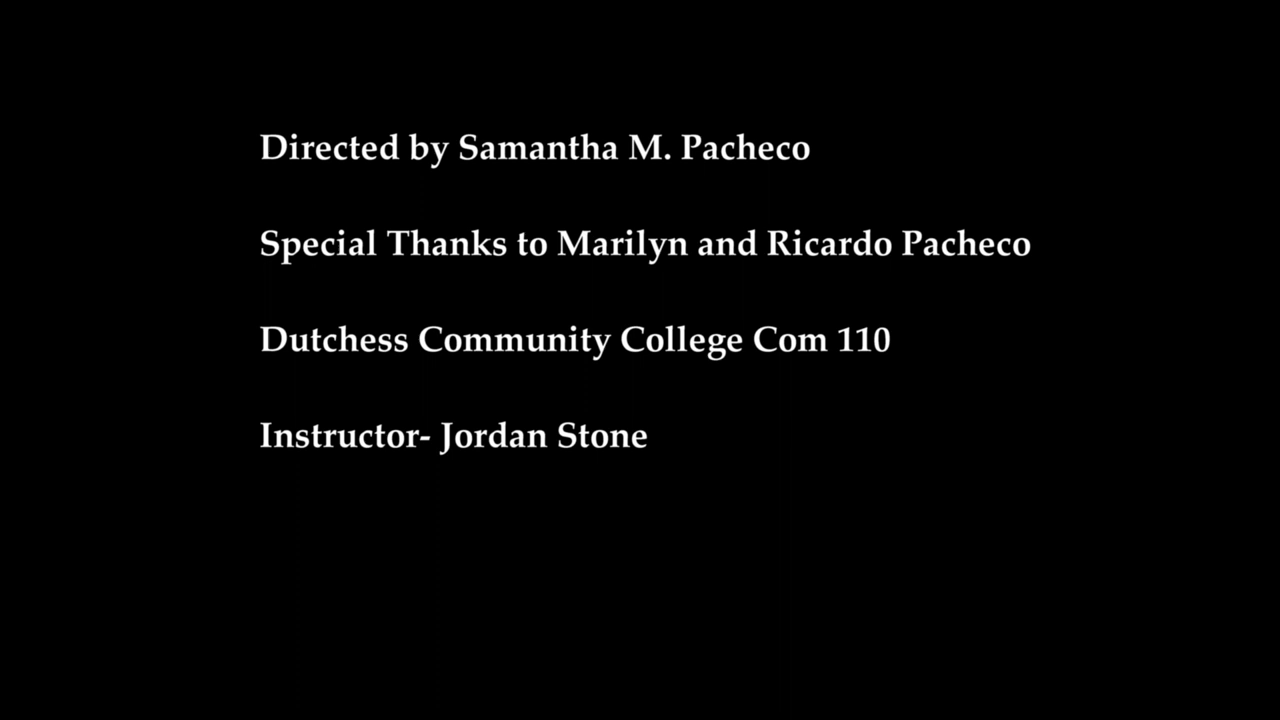 Directed by Samantha M. Pacheco
Special Thanks to Marilyn and Ricardo Pacheco
Dutchess Community College Com 110
Instructor- Jordan Stone